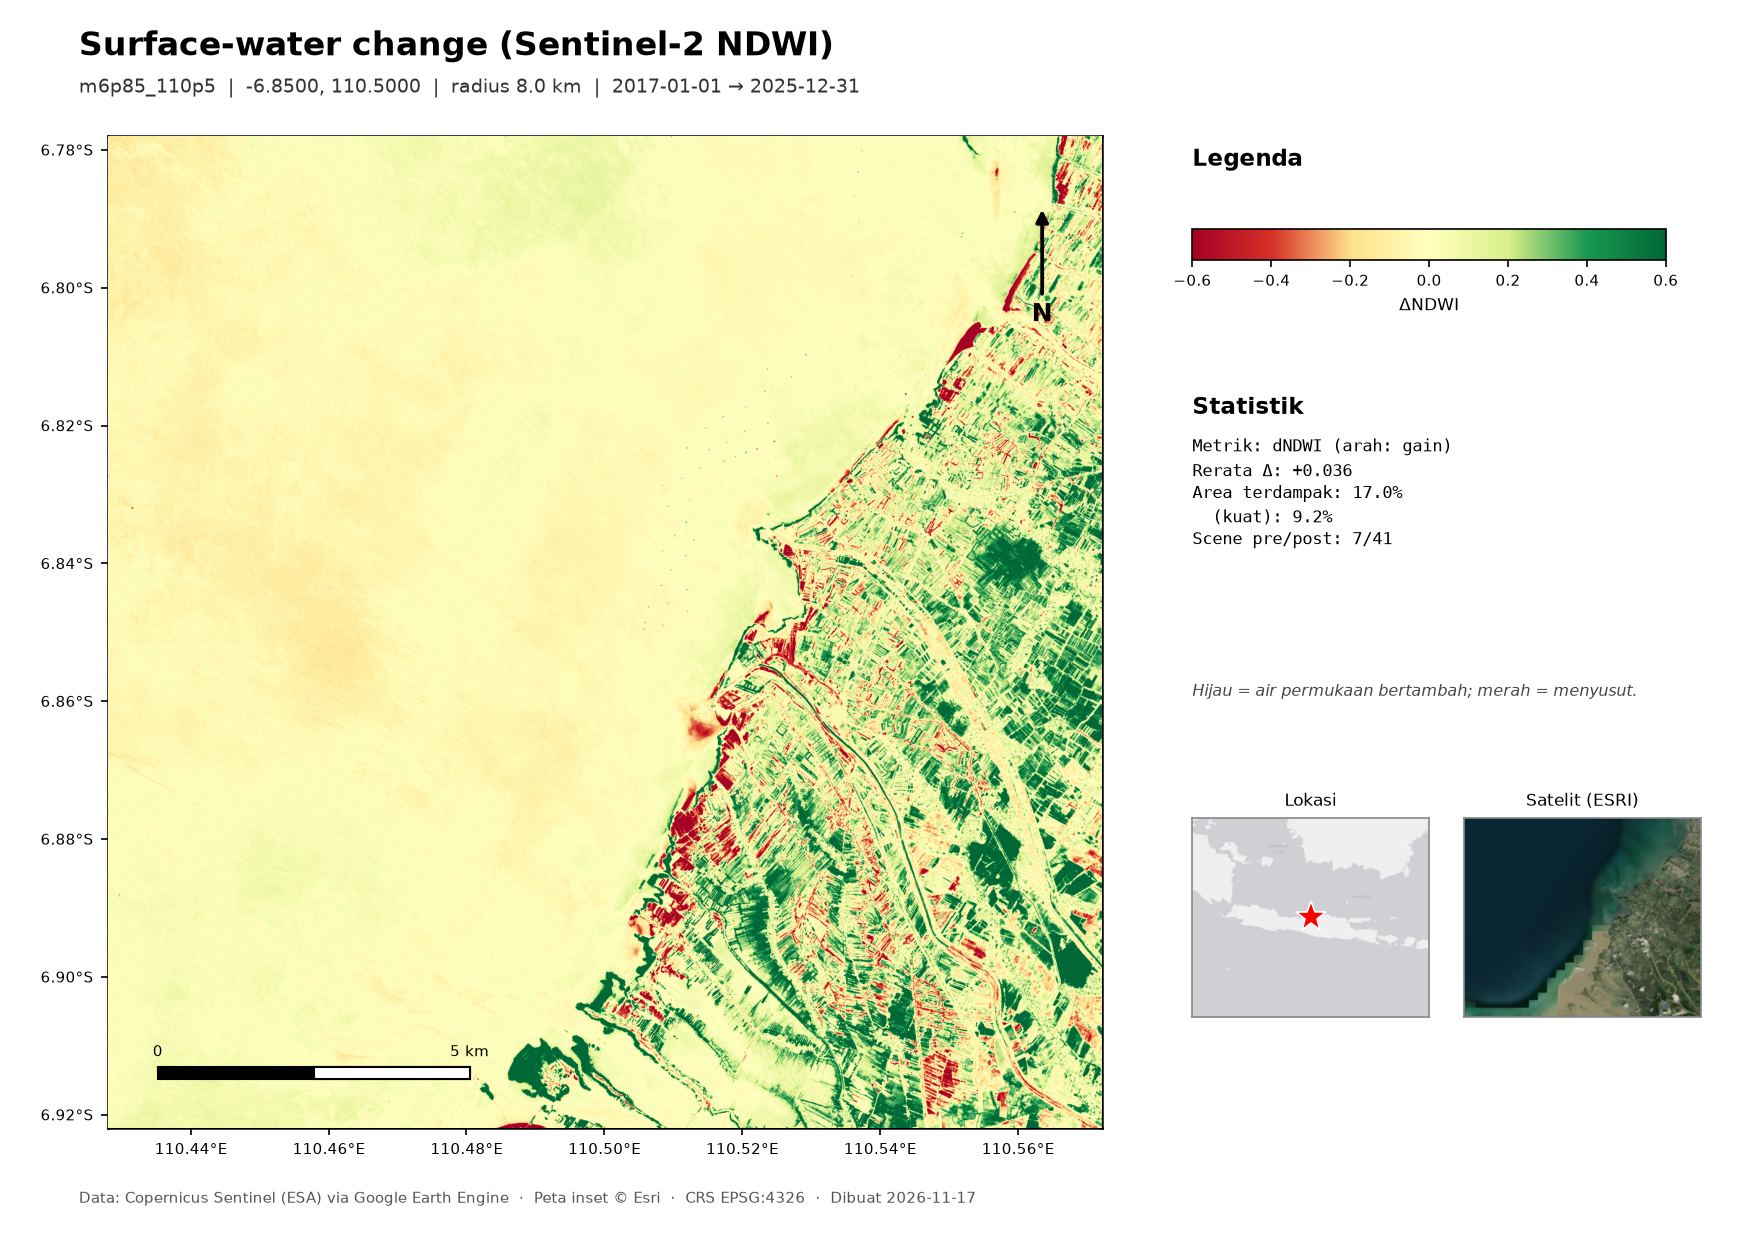 Surface-water change (Sentinel-2 NDWI)
m6p85_110p5 | -6.8500, 110.5000 | radius 8.0 km | 2017-01-01 → 2025-12-31
6.78°S
6.80°S
6.82°S
6.84°S
6.86°S
6.88°S
6.90°S
6.92°S
N
0 5 km
110.44°E 110.46°E 110.48°E 110.50°E 110.52°E 110.54°E 110.56°E
Legenda
−0.6 −0.4 −0.2 0.0 0.2 0.4 0.6
ΔNDWI
Statistik
Metrik: dNDWI (arah: gain)
Rerata Δ: +0.036
Area terdampak: 17.0%
(kuat): 9.2%
Scene pre/post: 7/41
Hijau = air permukaan bertambah; merah = menyusut.
Lokasi Satelit (ESRI)
Data: Copernicus Sentinel (ESA) via Google Earth Engine · Peta inset © Esri · CRS EPSG:4326 · Dibuat 2026-11-17